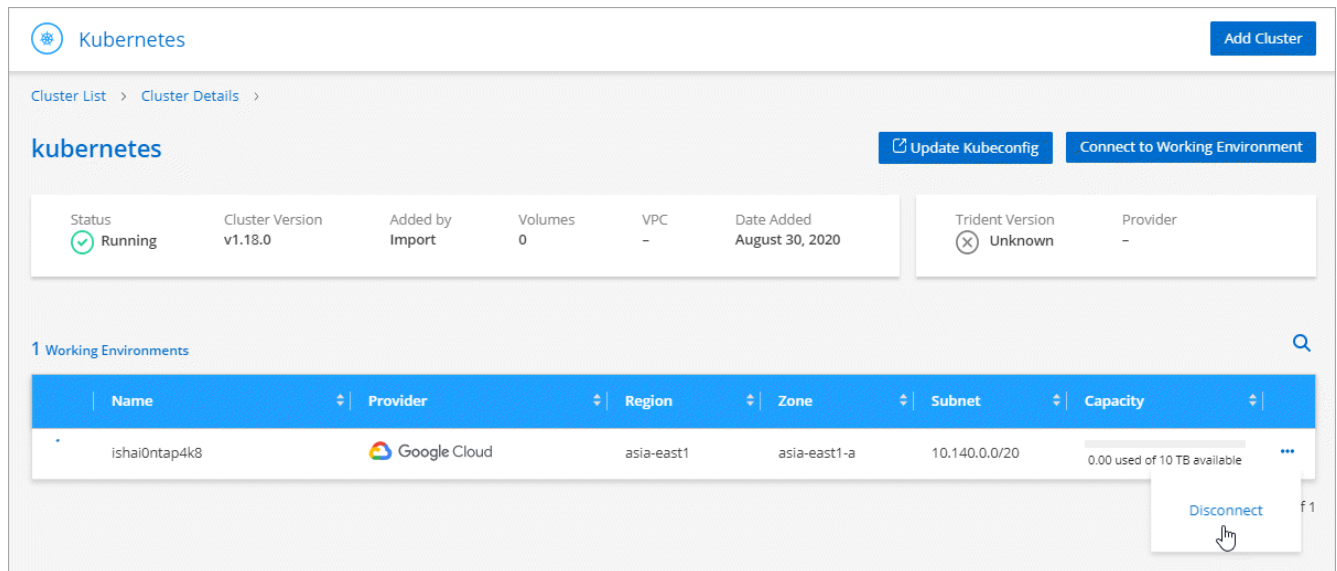 Kubernetes
Add Cluster
Cluster List > Cluster Details >
kubernetes
Update Kubeconfig
Connect to Working Environment
Status Cluster Version Added by Volumes VPC Date Added Trident Version Provider
Running v1.18.0 Import 0 – August 30, 2020 Unknown –
1 Working Environments
Name Provider Region Zone Subnet Capacity
ishai0ntap4k8 Google Cloud asia-east1 asia-east1-a 10.140.0.0/20 0.00 used of 10 TB available
Disconnect
f 1